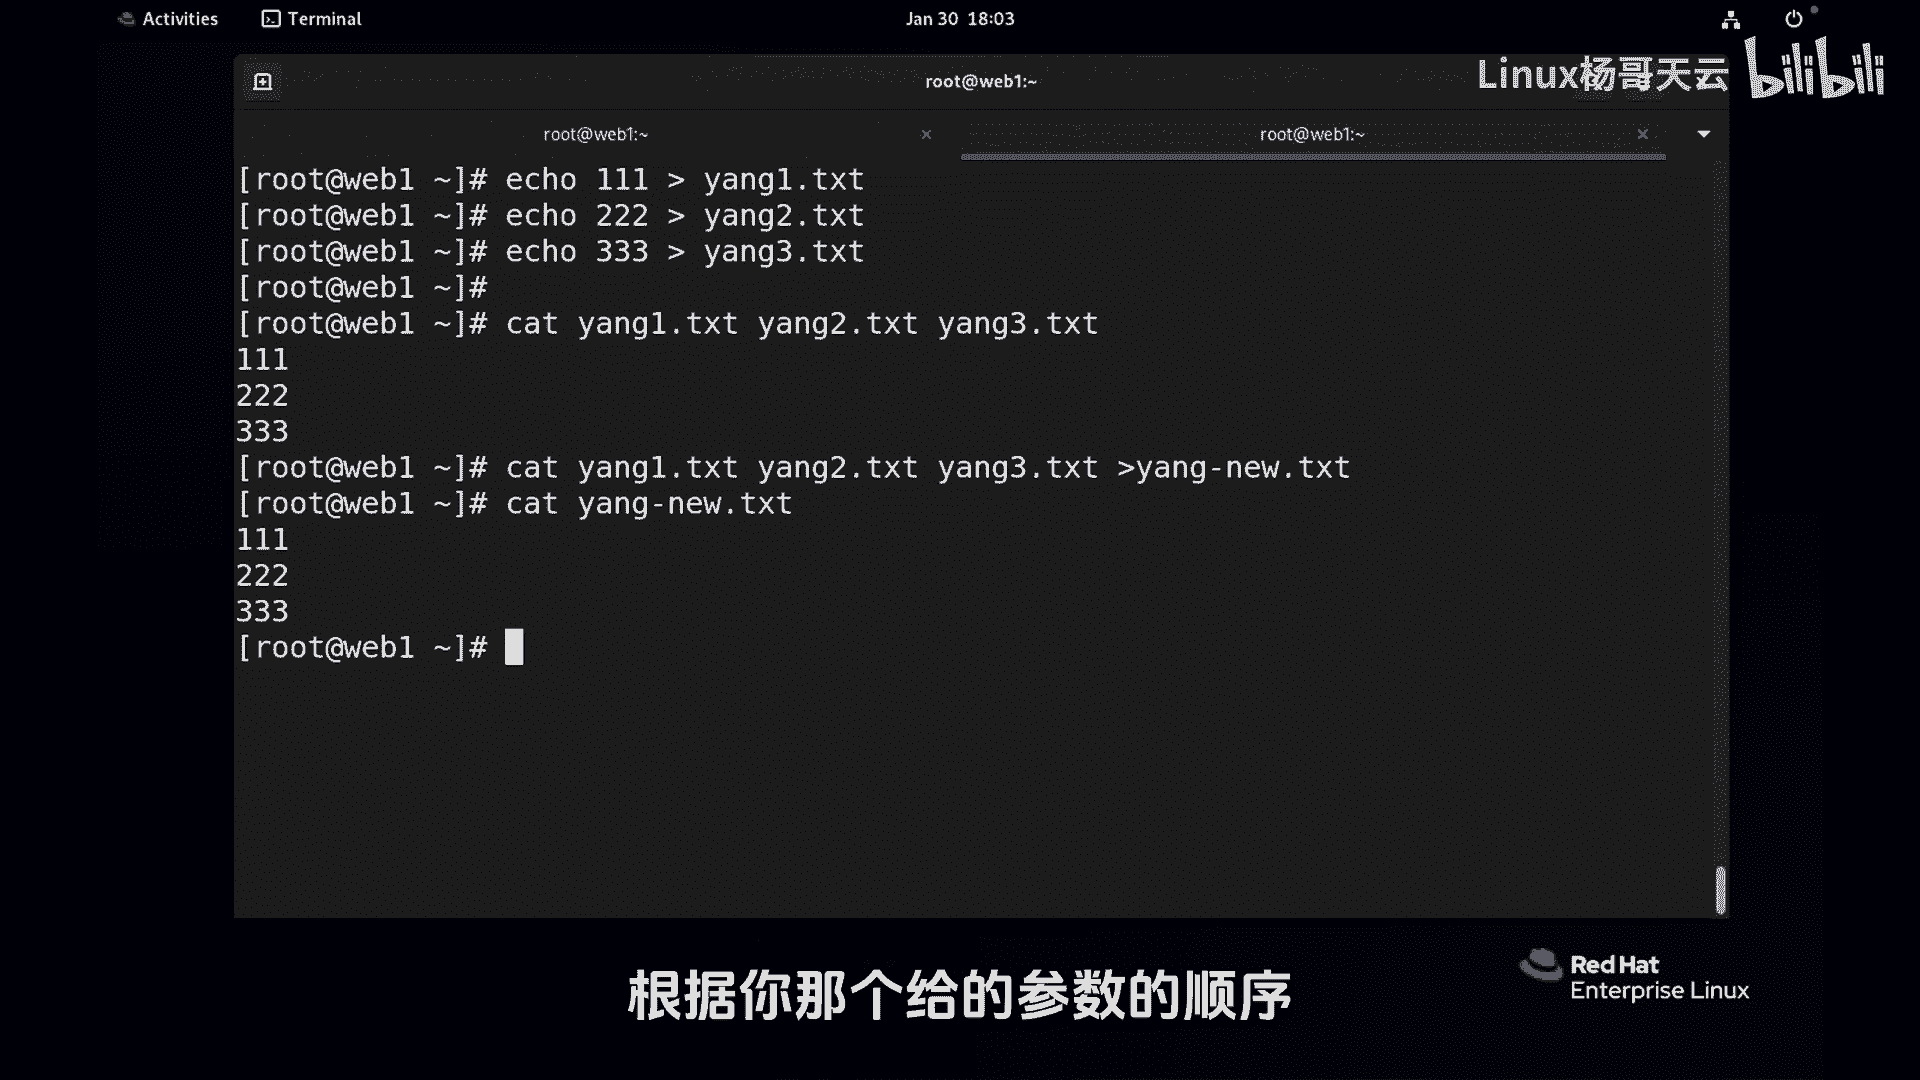 Activities
Terminal
Jan 30 18:03
Linux杨哥天云
bilibili
root@web1:~
root@web1:~
root@web1:~
[root@web1 ~]# echo 111 > yang1.txt
[root@web1 ~]# echo 222 > yang2.txt
[root@web1 ~]# echo 333 > yang3.txt
[root@web1 ~]#
[root@web1 ~]# cat yang1.txt yang2.txt yang3.txt
111
222
333
[root@web1 ~]# cat yang1.txt yang2.txt yang3.txt >yang-new.txt
[root@web1 ~]# cat yang-new.txt
111
222
333
[root@web1 ~]#
Red Hat
Enterprise Linux
根据你那个给的参数的顺序